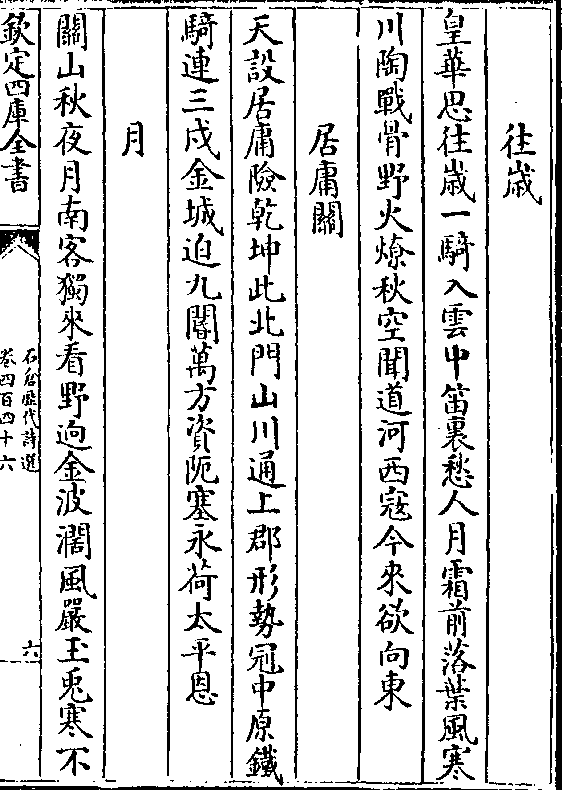 往歳
皇華思往歳一騎入雲中笛裏愁人月霜前落葉風寒
川陶戰骨野火燎秋空聞道河西寇今來欲向東
居庸闗
天設居庸險乾坤此北門山川通上郡形勢冠中原鐵
騎連三戍金城迫九閽萬方資阨塞永荷太平恩
月
關山秋夜月南客獨來看野逈金波濶風嚴玉兎寒不
欽定四庫全書
石倉歴代詩選
卷四百四十六
六